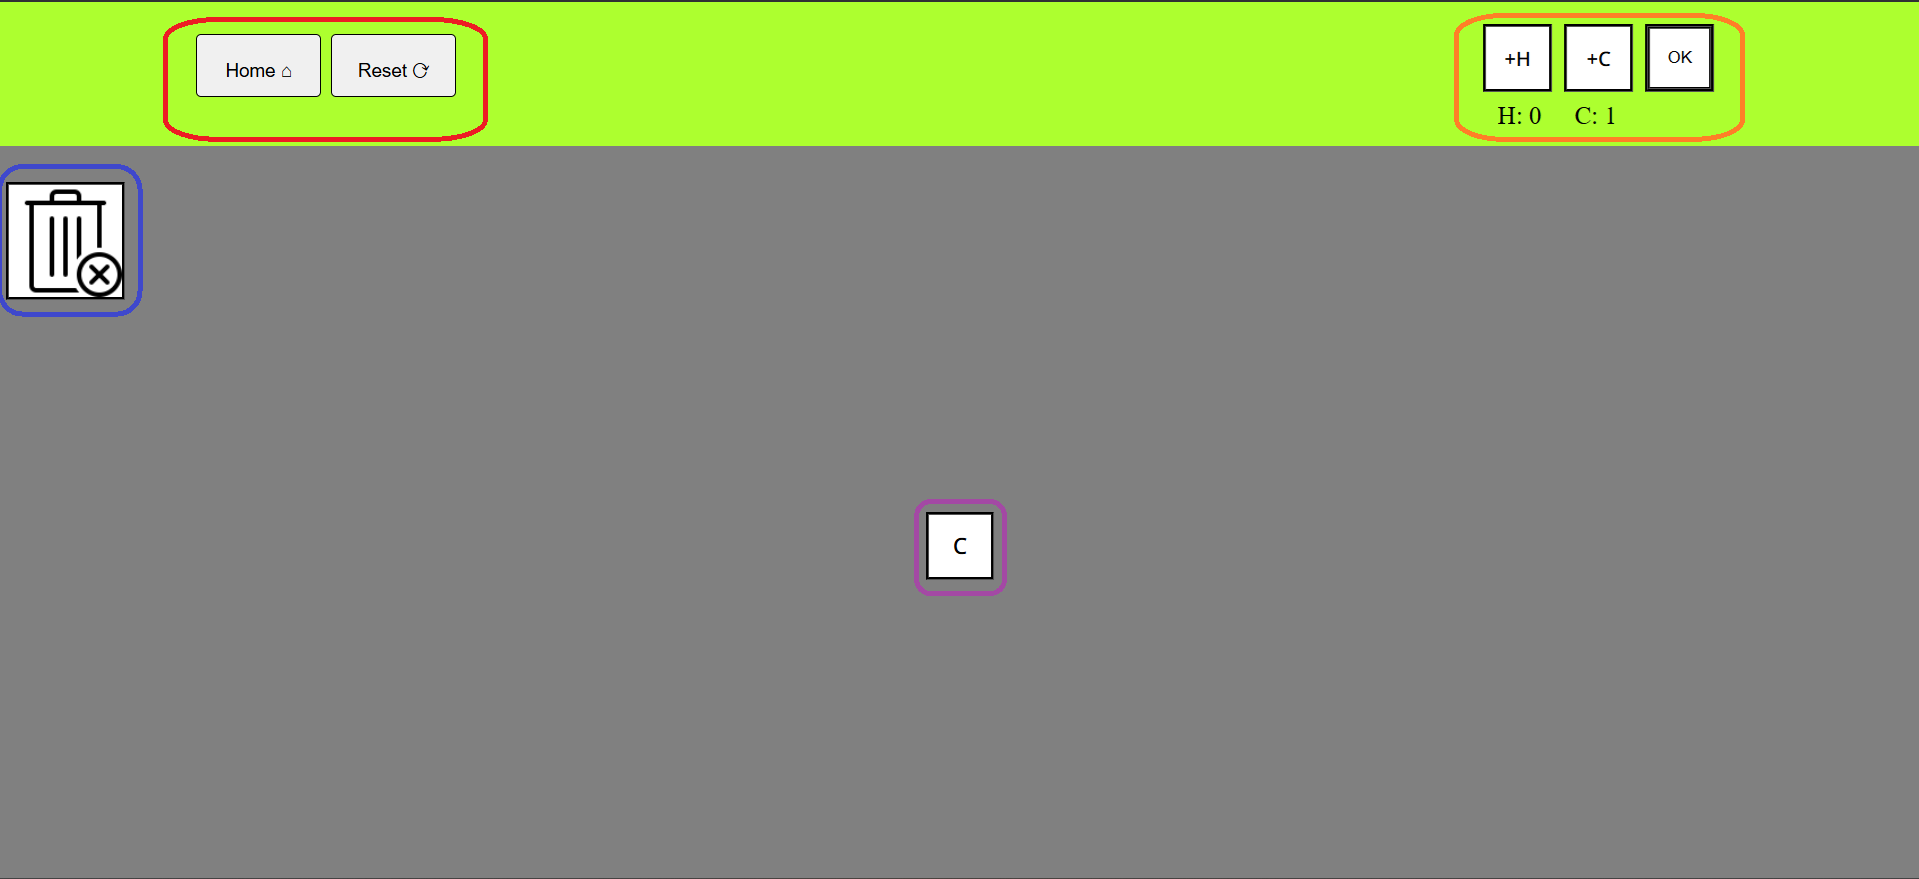 Home ⌂ Reset ⟳ +H +C OK
H: 0 C: 1
C